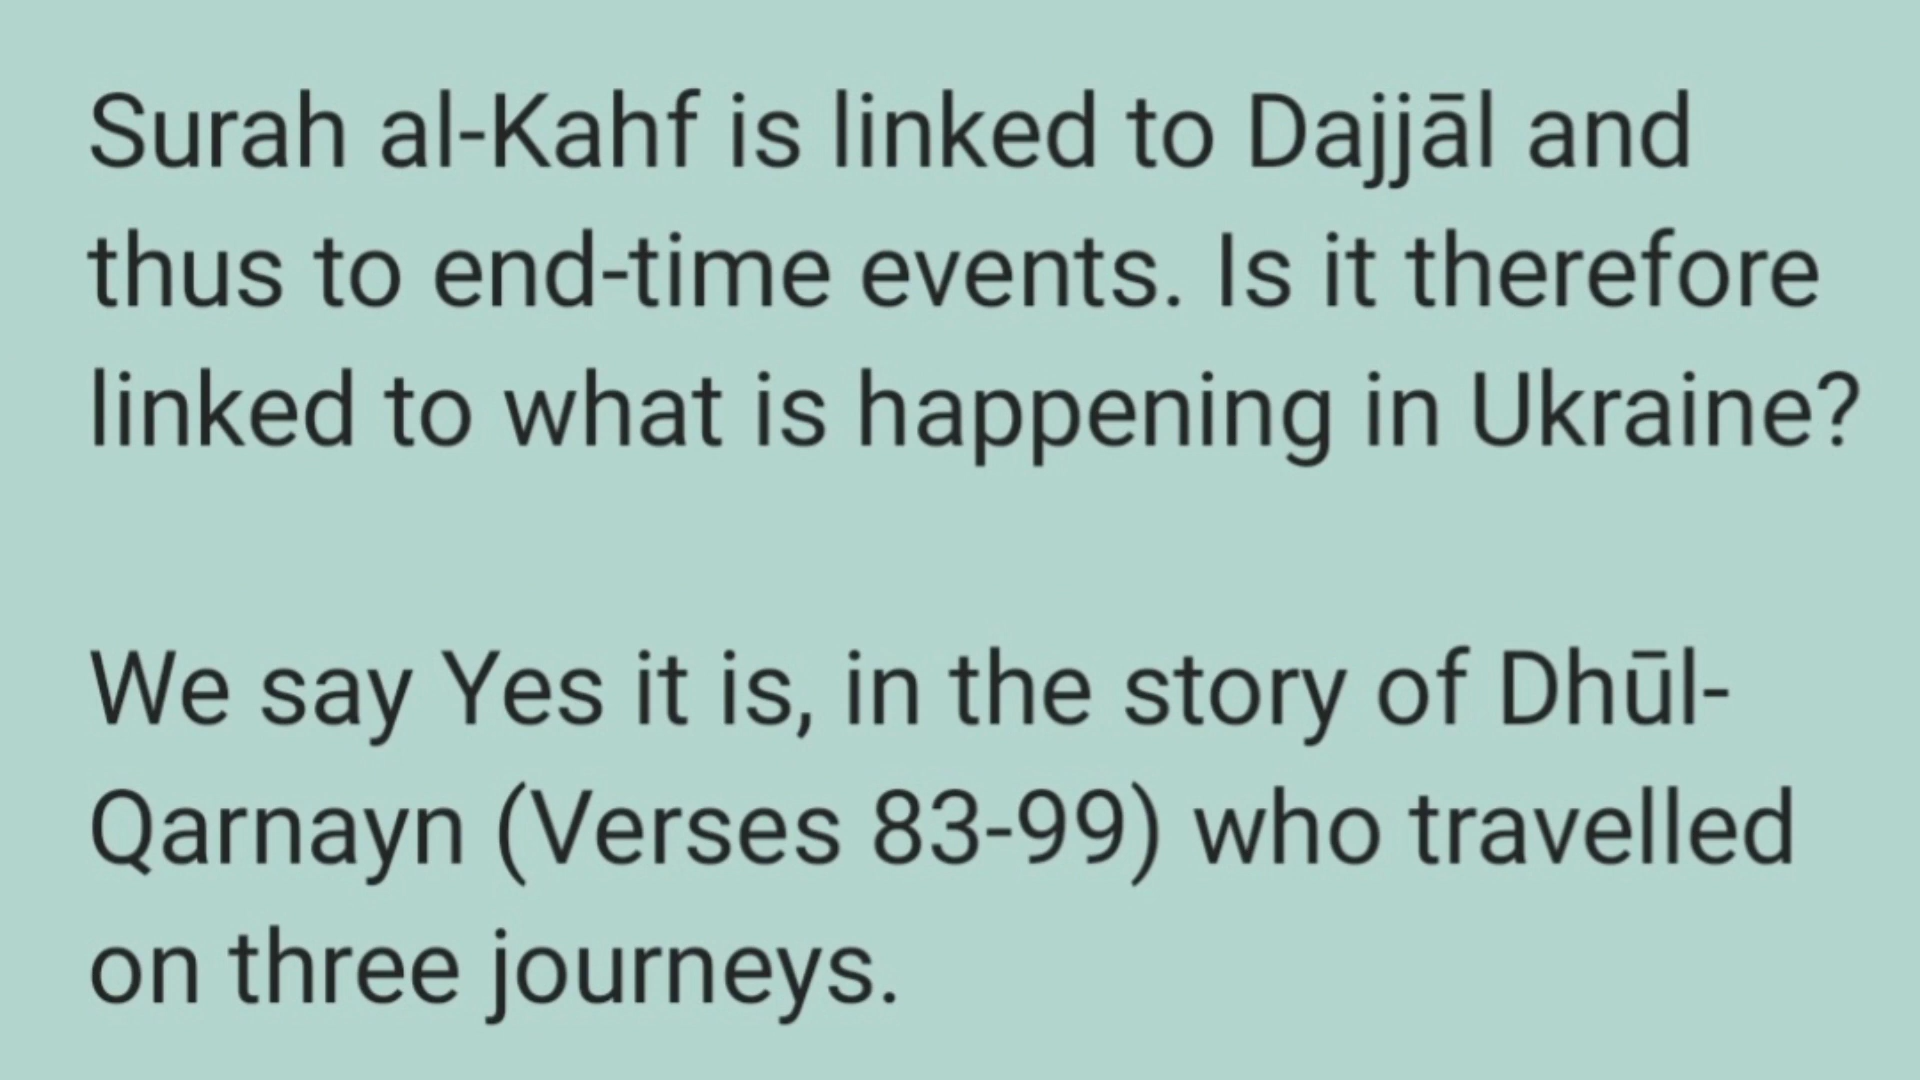 Surah al-Kahf is linked to Dajjāl and
thus to end-time events. Is it therefore
linked to what is happening in Ukraine?
We say Yes it is, in the story of Dhūl-
Qarnayn (Verses 83-99) who travelled
on three journeys.